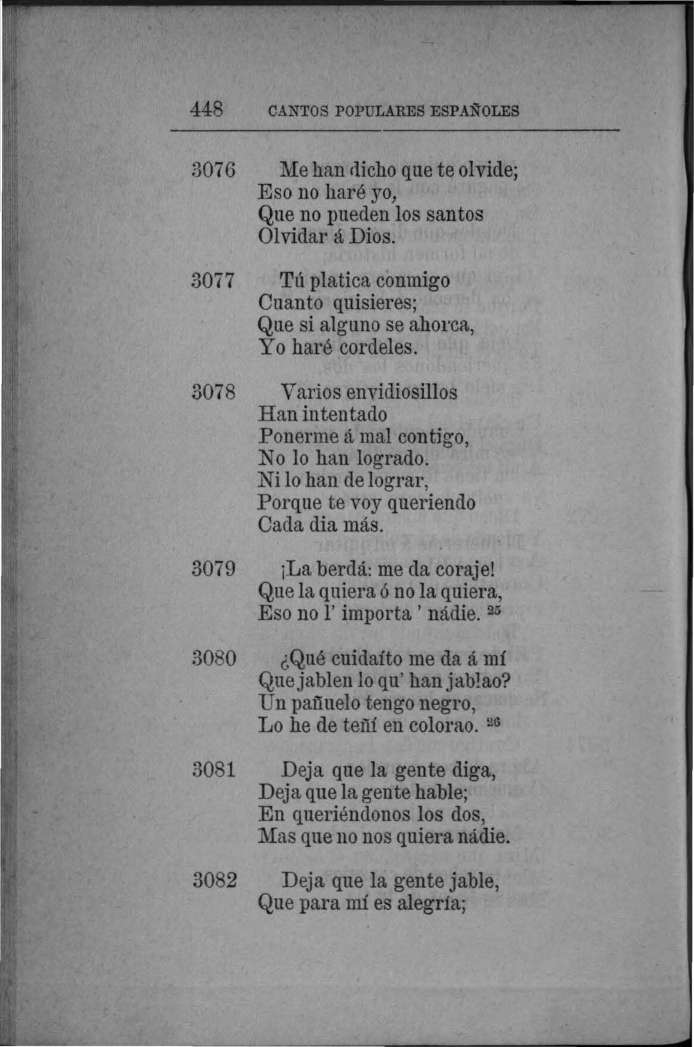 448 CANTOS POPULARES ESPAÑOLES
3076 Me han dicho que te olvide;
Eso no haré yo,
Que no pueden los santos
Olvidar á Dios.
3077 Tú platica conmigo
Cuanto quisieres;
Que si alguno se ahorca,
Yo haré cordeles.
3078 Varios envidiosillos
Han intentado
Ponerme á mal contigo,
No lo han logrado.
Ni lo han de lograr,
Porque te voy queriendo
Cada dia más.
3079 ¡La berdá: me da coraje!
Que la quiera ó no la quiera,
Eso no l' importa ' nádie. 25
3080 ¿Qué cuidaíto me da á mí
Que jablen lo qu' han jablao?
Un pañuelo tengo negro,
Lo he de teñí en colorao. 26
3081 Deja que la gente diga,
Deja que la gente hable;
En queriéndonos los dos,
Mas que no nos quiera nádie.
3082 Deja que la gente jable,
Que para mí es alegría;